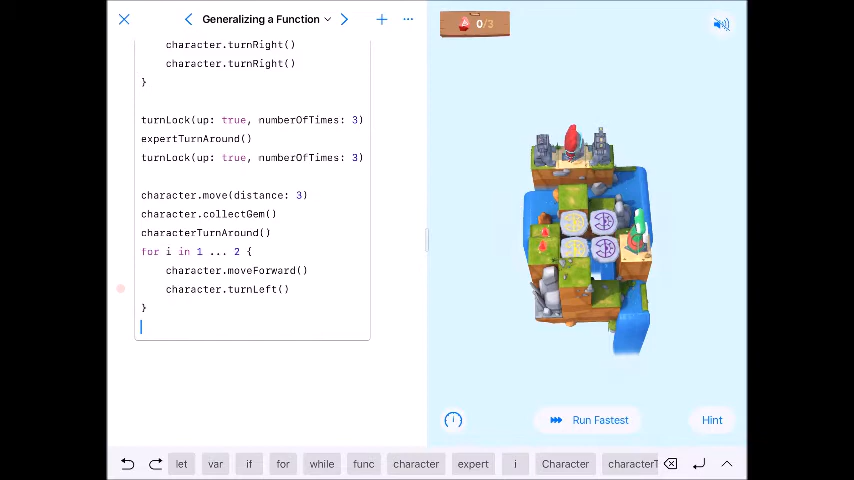 Generalizing a Function
0/3
character.turnRight()
character.turnRight()
}
turnLock(up: true, numberOfTimes: 3)
expertTurnAround()
turnLock(up: true, numberOfTimes: 3)
character.move(distance: 3)
character.collectGem()
characterTurnAround()
for i in 1 ... 2 {
character.moveForward()
character.turnLeft()
}
Run Fastest
Hint
let var if for while func character expert i Character characterT